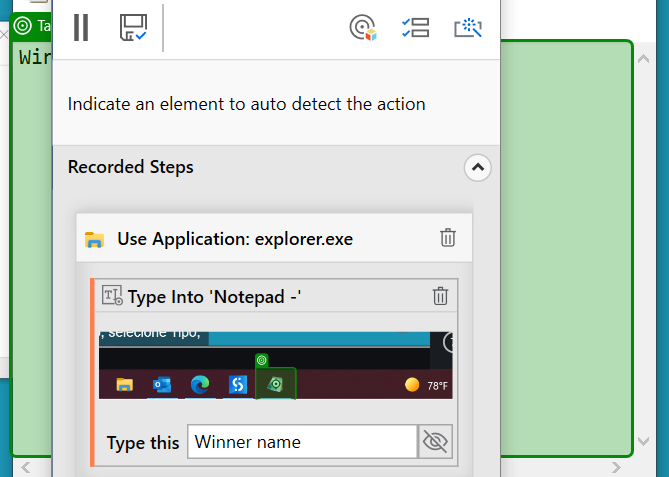 Ta
Wir
Indicate an element to auto detect the action
Recorded Steps
Use Application: explorer.exe
Type Into 'Notepad -'
, selecione Tipo,
78°F
Type this
Winner name